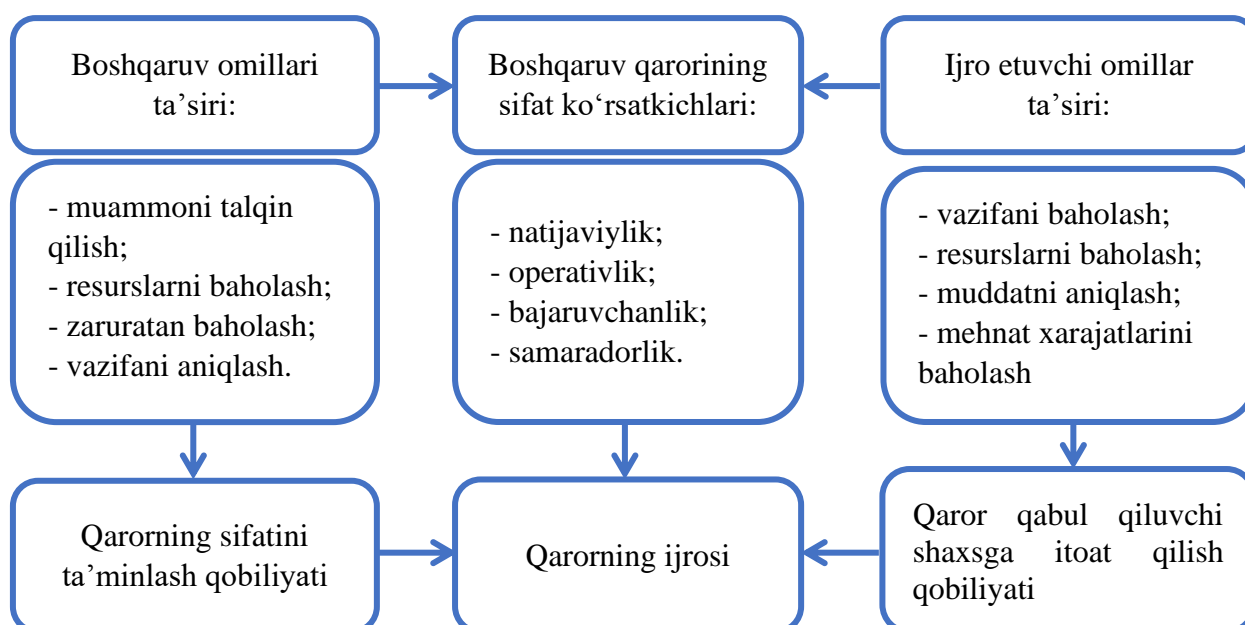 Boshqaruv omillari
ta’siri:
Boshqaruv qarorining
sifat ko‘rsatkichlari:
Ijro etuvchi omillar
ta’siri:
- muammoni talqin
qilish;
- resurslarni baholash;
- zaruratan baholash;
- vazifani aniqlash.
- natijaviylik;
- operativlik;
- bajaruvchanlik;
- samaradorlik.
- vazifani baholash;
- resurslarni baholash;
- muddatni aniqlash;
- mehnat xarajatlarini
baholash
Qarorning sifatini
ta’minlash qobiliyati
Qarorning ijrosi
Qaror qabul qiluvchi
shaxsga itoat qilish
qobiliyati